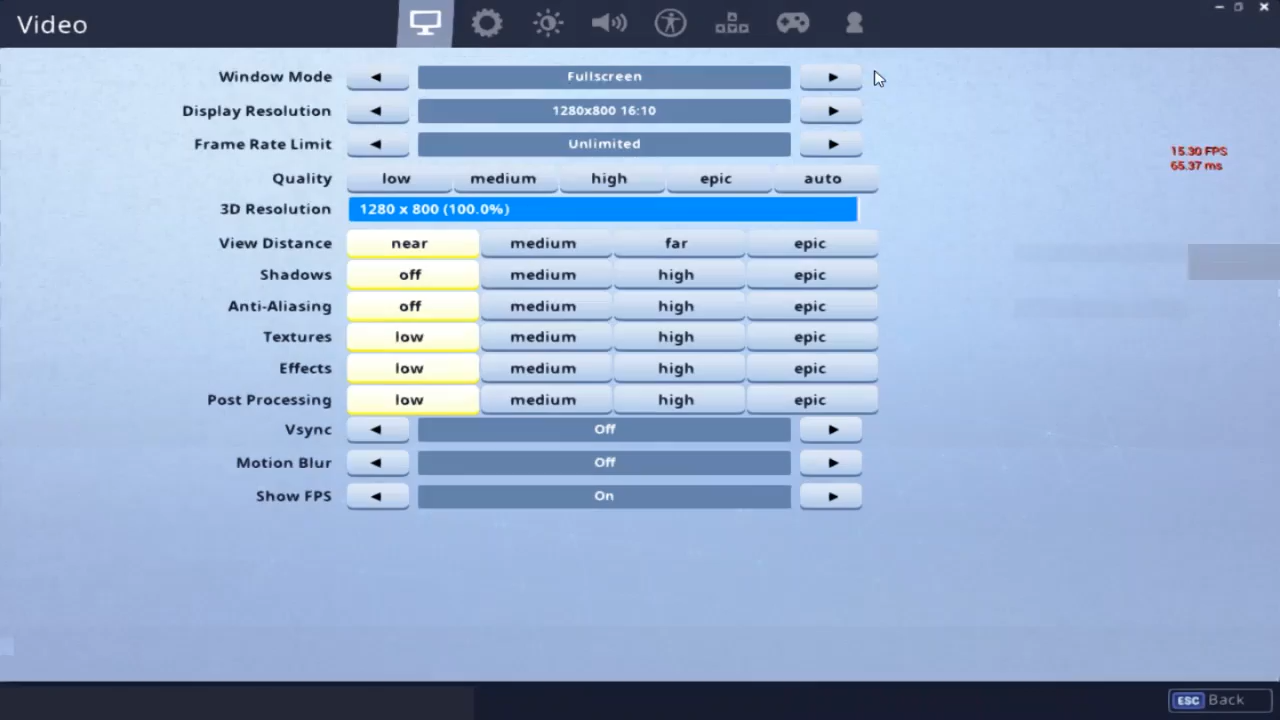 Video
Window Mode Fullscreen
Display Resolution 1280x800 16:10
Frame Rate Limit Unlimited
15.30 FPS
65.37 ms
Quality low medium high epic auto
3D Resolution 1280 x 800 (100.0%)
View Distance near medium far epic
Shadows off medium high epic
Anti-Aliasing off medium high epic
Textures low medium high epic
Effects low medium high epic
Post Processing low medium high epic
Vsync Off
Motion Blur Off
Show FPS On
ESC Back